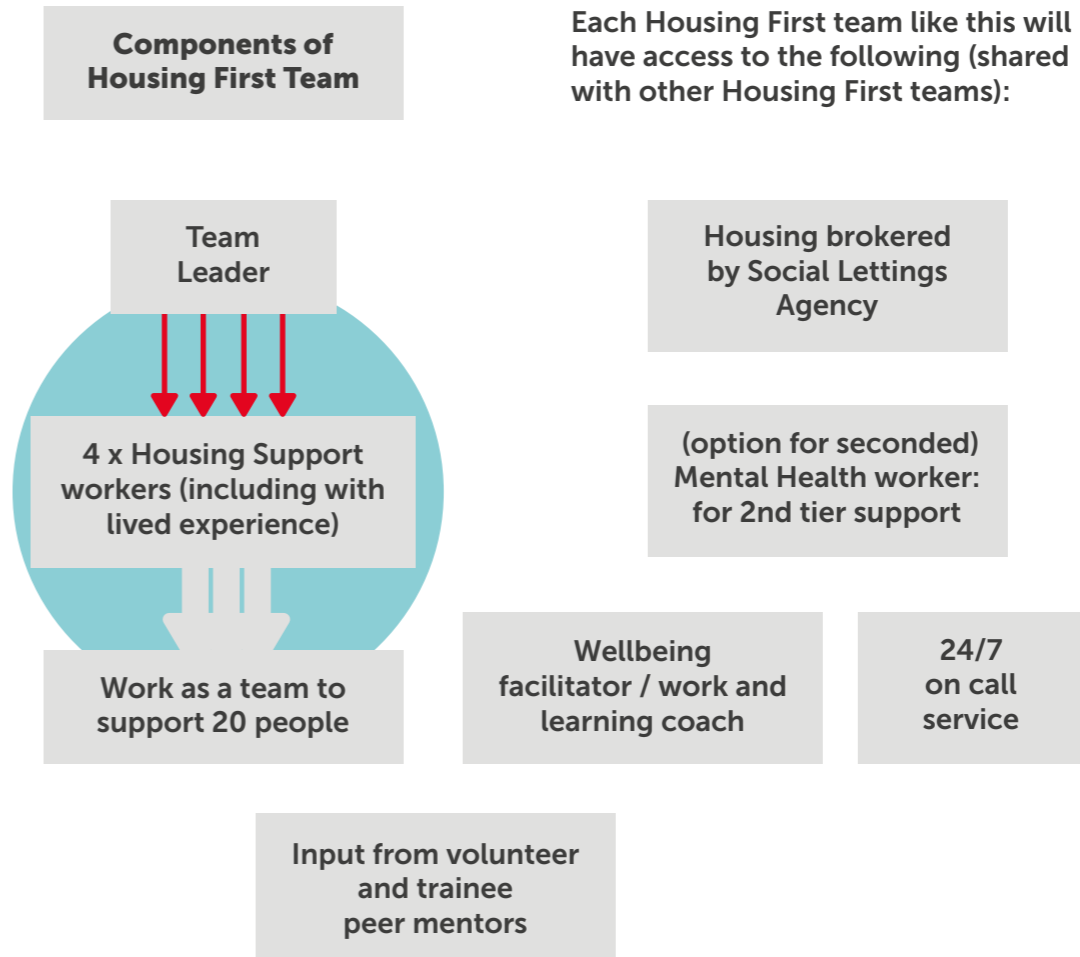 Components of
Housing First Team
Each Housing First team like this will
have access to the following (shared
with other Housing First teams):
Team
Leader
4 x Housing Support
workers (including with
lived experience)
Work as a team to
support 20 people
Housing brokered
by Social Lettings
Agency
(option for seconded)
Mental Health worker:
for 2nd tier support
Wellbeing
facilitator / work and
learning coach
24/7
on call
service
Input from volunteer
and trainee
peer mentors